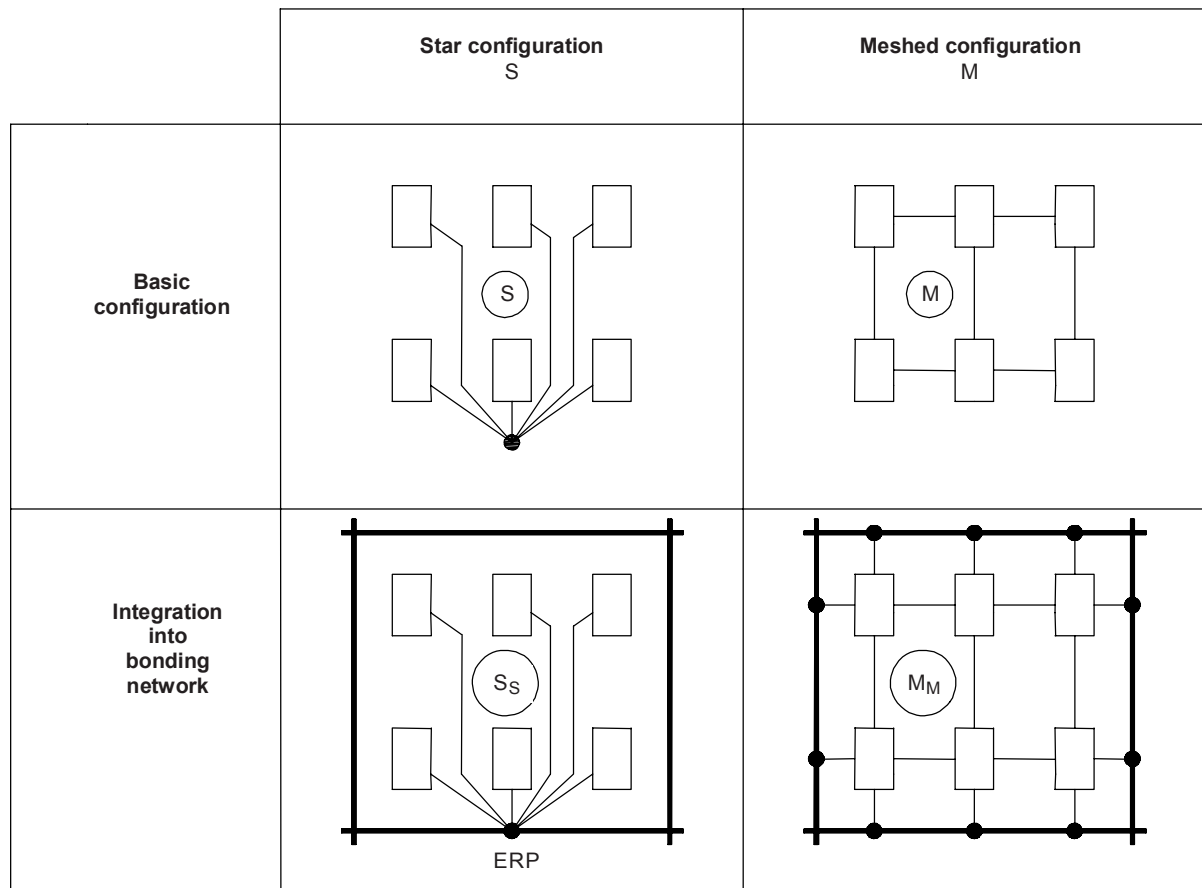 Star configuration
S
Meshed configuration
M
Basic
configuration
S
M
Integration
into
bonding
network
SS
MM
ERP